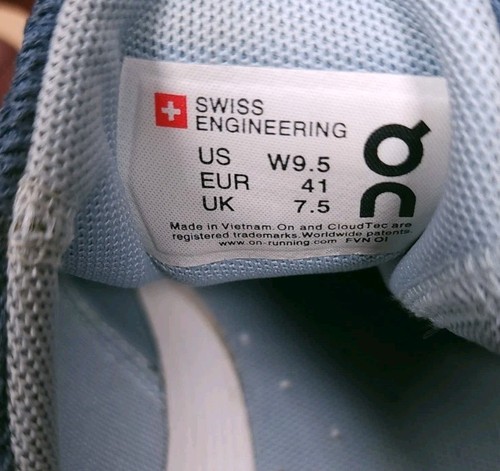 SWISS
ENGINEERING
US W9.5
EUR 41
UK 7.5
Made in Vietnam. On and CloudTec are
registered trademarks. Worldwide patents.
www.on-running.com FVN 01